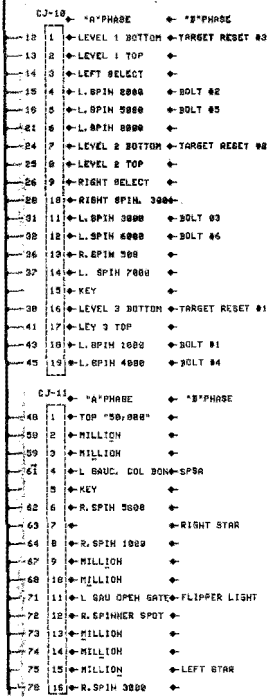 CJ-10 "A"PHASE "B"PHASE
12 1 LEVEL 1 BOTTOM TARGET RESET #3
13 2 LEVEL 1 TOP
14 3 LEFT SELECT
15 4 L.SPIN 2000 BOLT #2
16 5 L.SPIN 5000 BOLT #5
21 6 L.SPIN 8000
24 7 LEVEL 2 BOTTOM TARGET RESET #2
25 8 LEVEL 2 TOP
26 9 RIGHT SELECT
28 10 RIGHT SPIN.
31 11 L.SPIN 3000 BOLT #3
32 12 L.SPIN 6000 BOLT #6
36 13 R.SPIN 500
37 14 L. SPIN 7000
15 KEY
38 16 LEVEL 3 BOTTOM TARGET RESET #1
41 17 LEV 3 TOP
43 18 L.SPIN 1000 BOLT #1
45 19 L.SPIN 4000 BOLT #4
CJ-11 "A"PHASE "B"PHASE
48 1 TOP "50,000"
58 2 MILLION
59 3 MILLION
61 4 L SAUC. COL BON SPSA
5 KEY
62 6 R.SPIN 5000
63 7 RIGHT STAR
64 8 R.SPIN 1000
67 9 MILLION
68 10 MILLION
71 11 L SAU OPEN GATE FLIPPER LIGHT
72 12 R.SPINNER SPOT
73 13 MILLION
74 14 MILLION
75 15 MILLION LEFT STAR
78 16 R.SPIN 3000